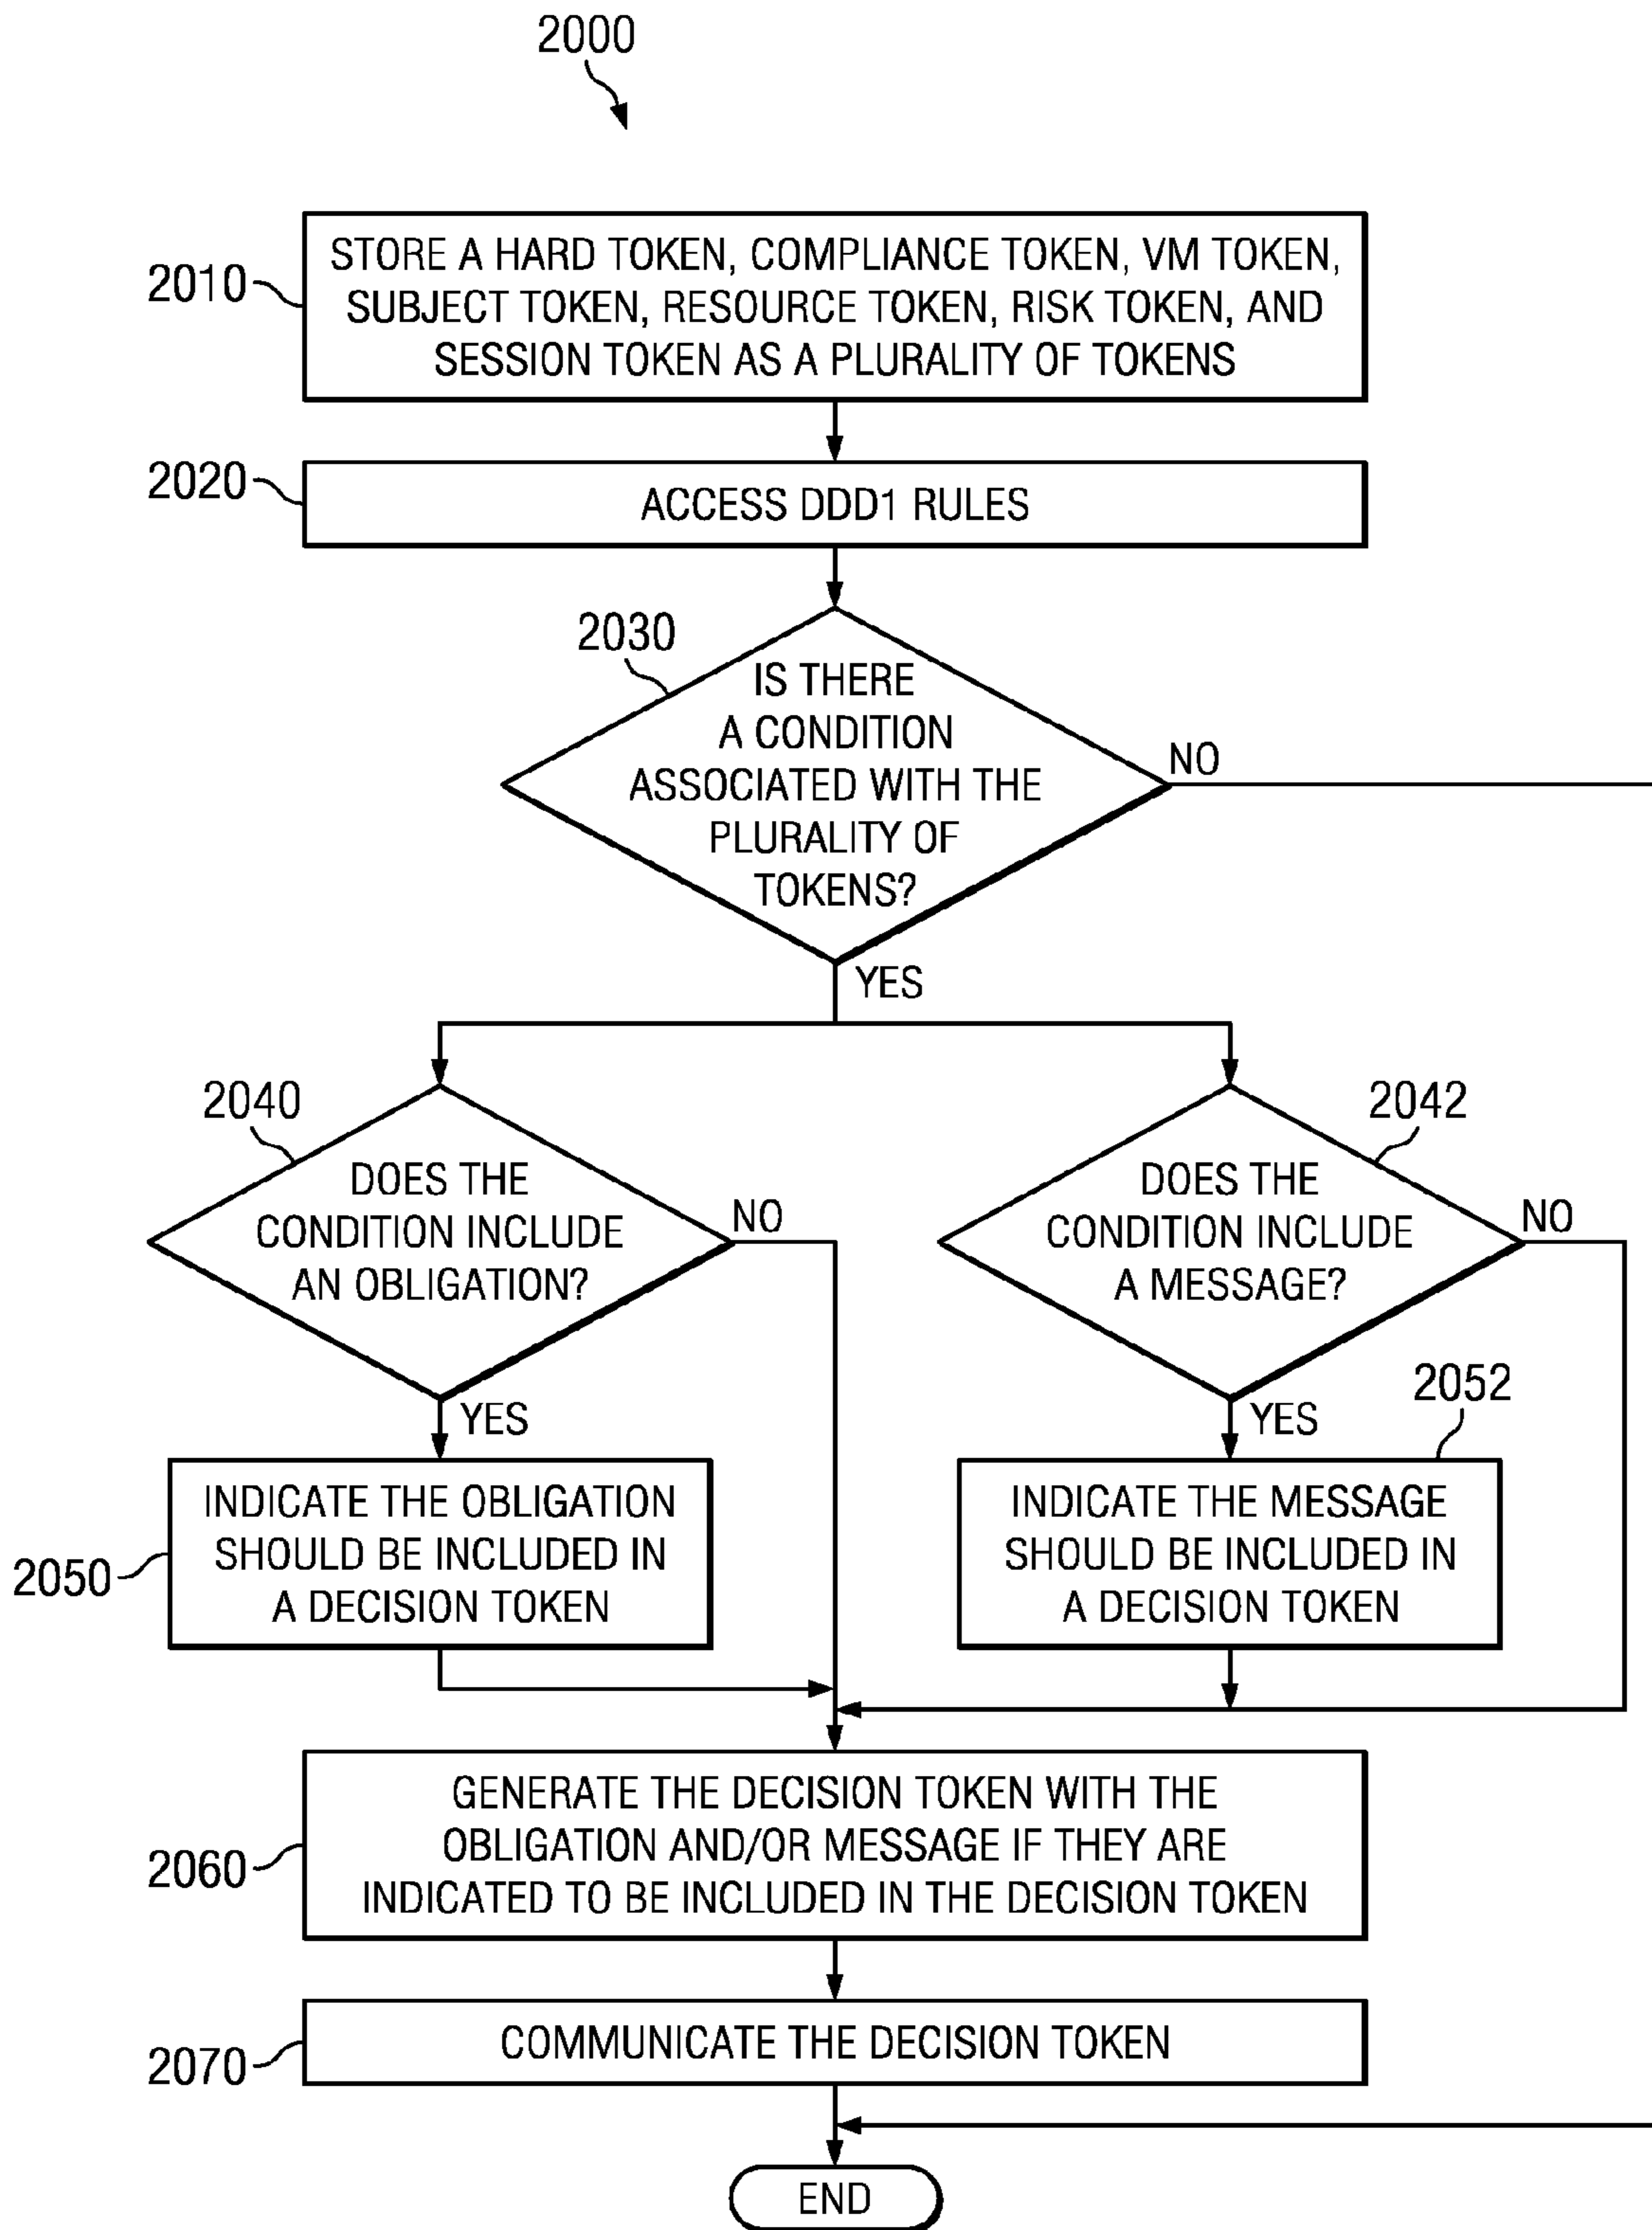 2000
2010
STORE A HARD TOKEN, COMPLIANCE TOKEN, VM TOKEN,
SUBJECT TOKEN, RESOURCE TOKEN, RISK TOKEN, AND
SESSION TOKEN AS A PLURALITY OF TOKENS
2020
ACCESS DDD1 RULES
2030
IS THERE
A CONDITION
ASSOCIATED WITH THE
PLURALITY OF
TOKENS?
NO
YES
2040
DOES THE
CONDITION INCLUDE
AN OBLIGATION?
NO
YES
2042
DOES THE
CONDITION INCLUDE
A MESSAGE?
NO
YES
2050
INDICATE THE OBLIGATION
SHOULD BE INCLUDED IN
A DECISION TOKEN
2052
INDICATE THE MESSAGE
SHOULD BE INCLUDED IN
A DECISION TOKEN
2060
GENERATE THE DECISION TOKEN WITH THE
OBLIGATION AND/OR MESSAGE IF THEY ARE
INDICATED TO BE INCLUDED IN THE DECISION TOKEN
2070
COMMUNICATE THE DECISION TOKEN
END